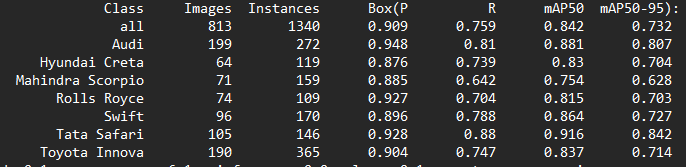 Class Images Instances Box(P R mAP50 mAP50-95):
all 813 1340 0.909 0.759 0.842 0.732
Audi 199 272 0.948 0.81 0.881 0.807
Hyundai Creta 64 119 0.876 0.739 0.83 0.704
Mahindra Scorpio 71 159 0.885 0.642 0.754 0.628
Rolls Royce 74 109 0.927 0.704 0.815 0.703
Swift 96 170 0.896 0.788 0.864 0.727
Tata Safari 105 146 0.928 0.88 0.916 0.842
Toyota Innova 190 365 0.904 0.747 0.837 0.714